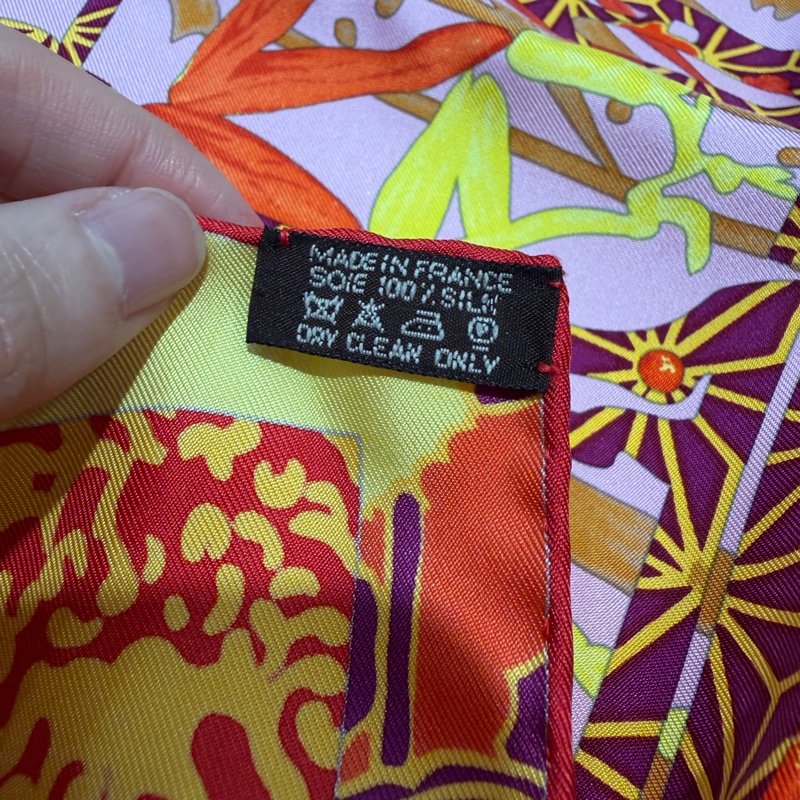 MADE IN FRANCE
SOIE 100% SILK
DRY CLEAN ONLY